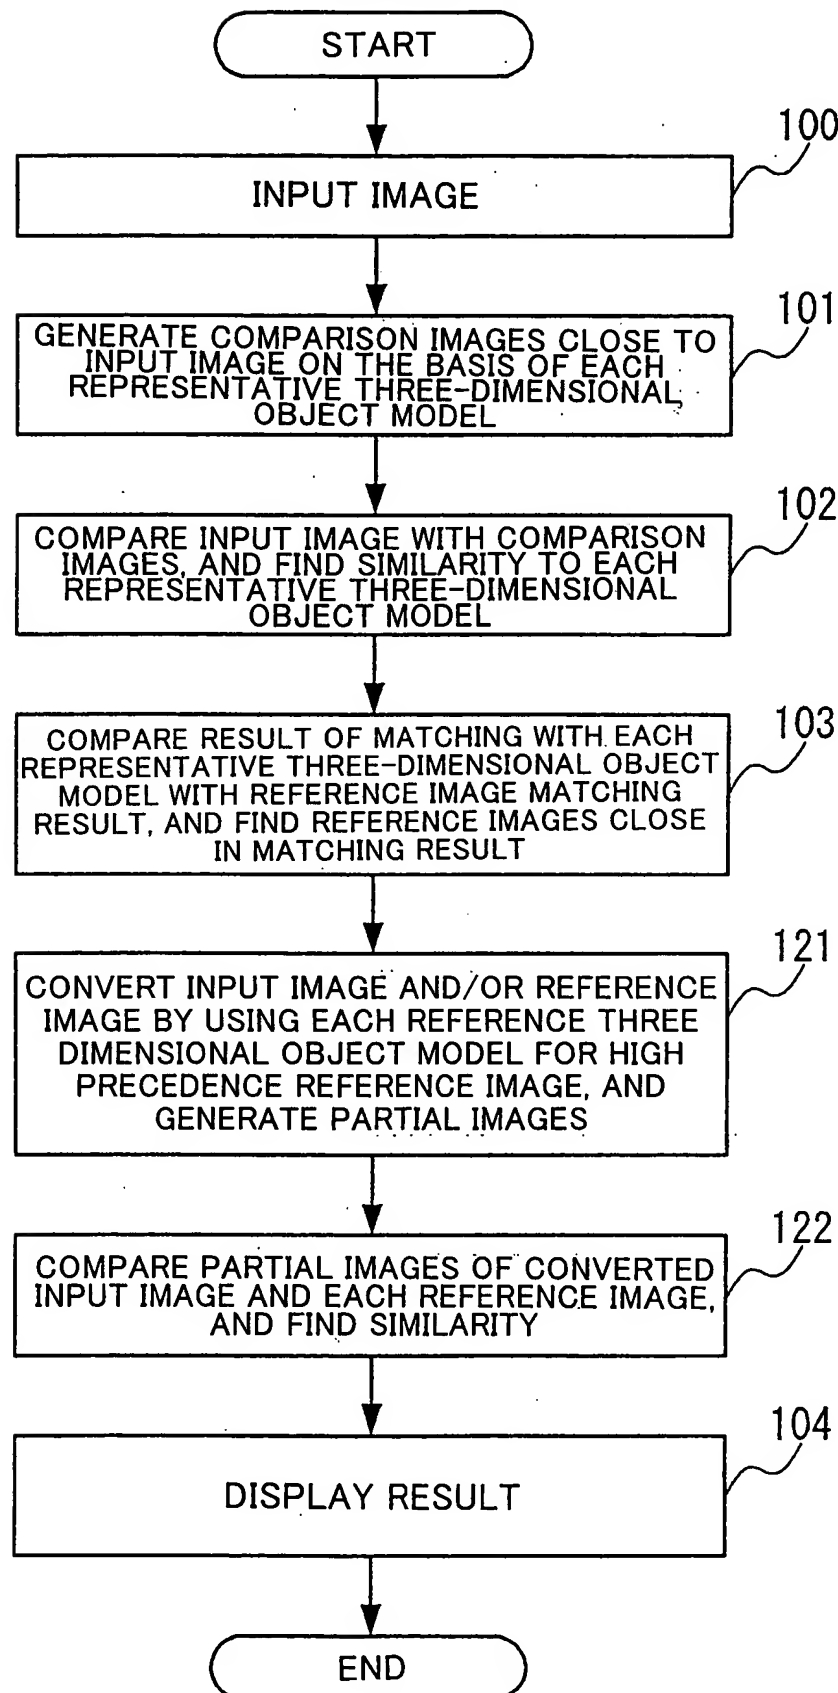 START
100
INPUT IMAGE
101
GENERATE COMPARISON IMAGES CLOSE TO
INPUT IMAGE ON THE BASIS OF EACH
REPRESENTATIVE THREE-DIMENSIONAL
OBJECT MODEL
102
COMPARE INPUT IMAGE WITH COMPARISON
IMAGES, AND FIND SIMILARITY TO EACH
REPRESENTATIVE THREE-DIMENSIONAL
OBJECT MODEL
103
COMPARE RESULT OF MATCHING WITH EACH
REPRESENTATIVE THREE-DIMENSIONAL OBJECT
MODEL WITH REFERENCE IMAGE MATCHING
RESULT, AND FIND REFERENCE IMAGES CLOSE
IN MATCHING RESULT
121
CONVERT INPUT IMAGE AND/OR REFERENCE
IMAGE BY USING EACH REFERENCE THREE
DIMENSIONAL OBJECT MODEL FOR HIGH
PRECEDENCE REFERENCE IMAGE, AND
GENERATE PARTIAL IMAGES
122
COMPARE PARTIAL IMAGES OF CONVERTED
INPUT IMAGE AND EACH REFERENCE IMAGE,
AND FIND SIMILARITY
104
DISPLAY RESULT
END